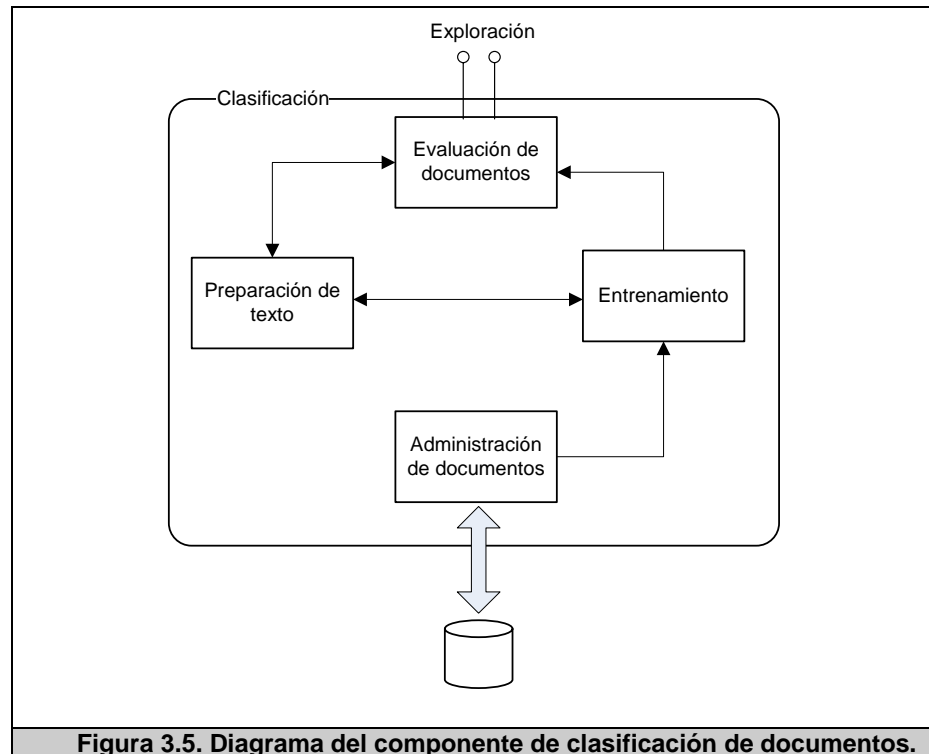 Exploración
Clasificación
Evaluación de
documentos
Preparación de
texto
Entrenamiento
Administración
de documentos
Figura 3.5. Diagrama del componente de clasificación de documentos.